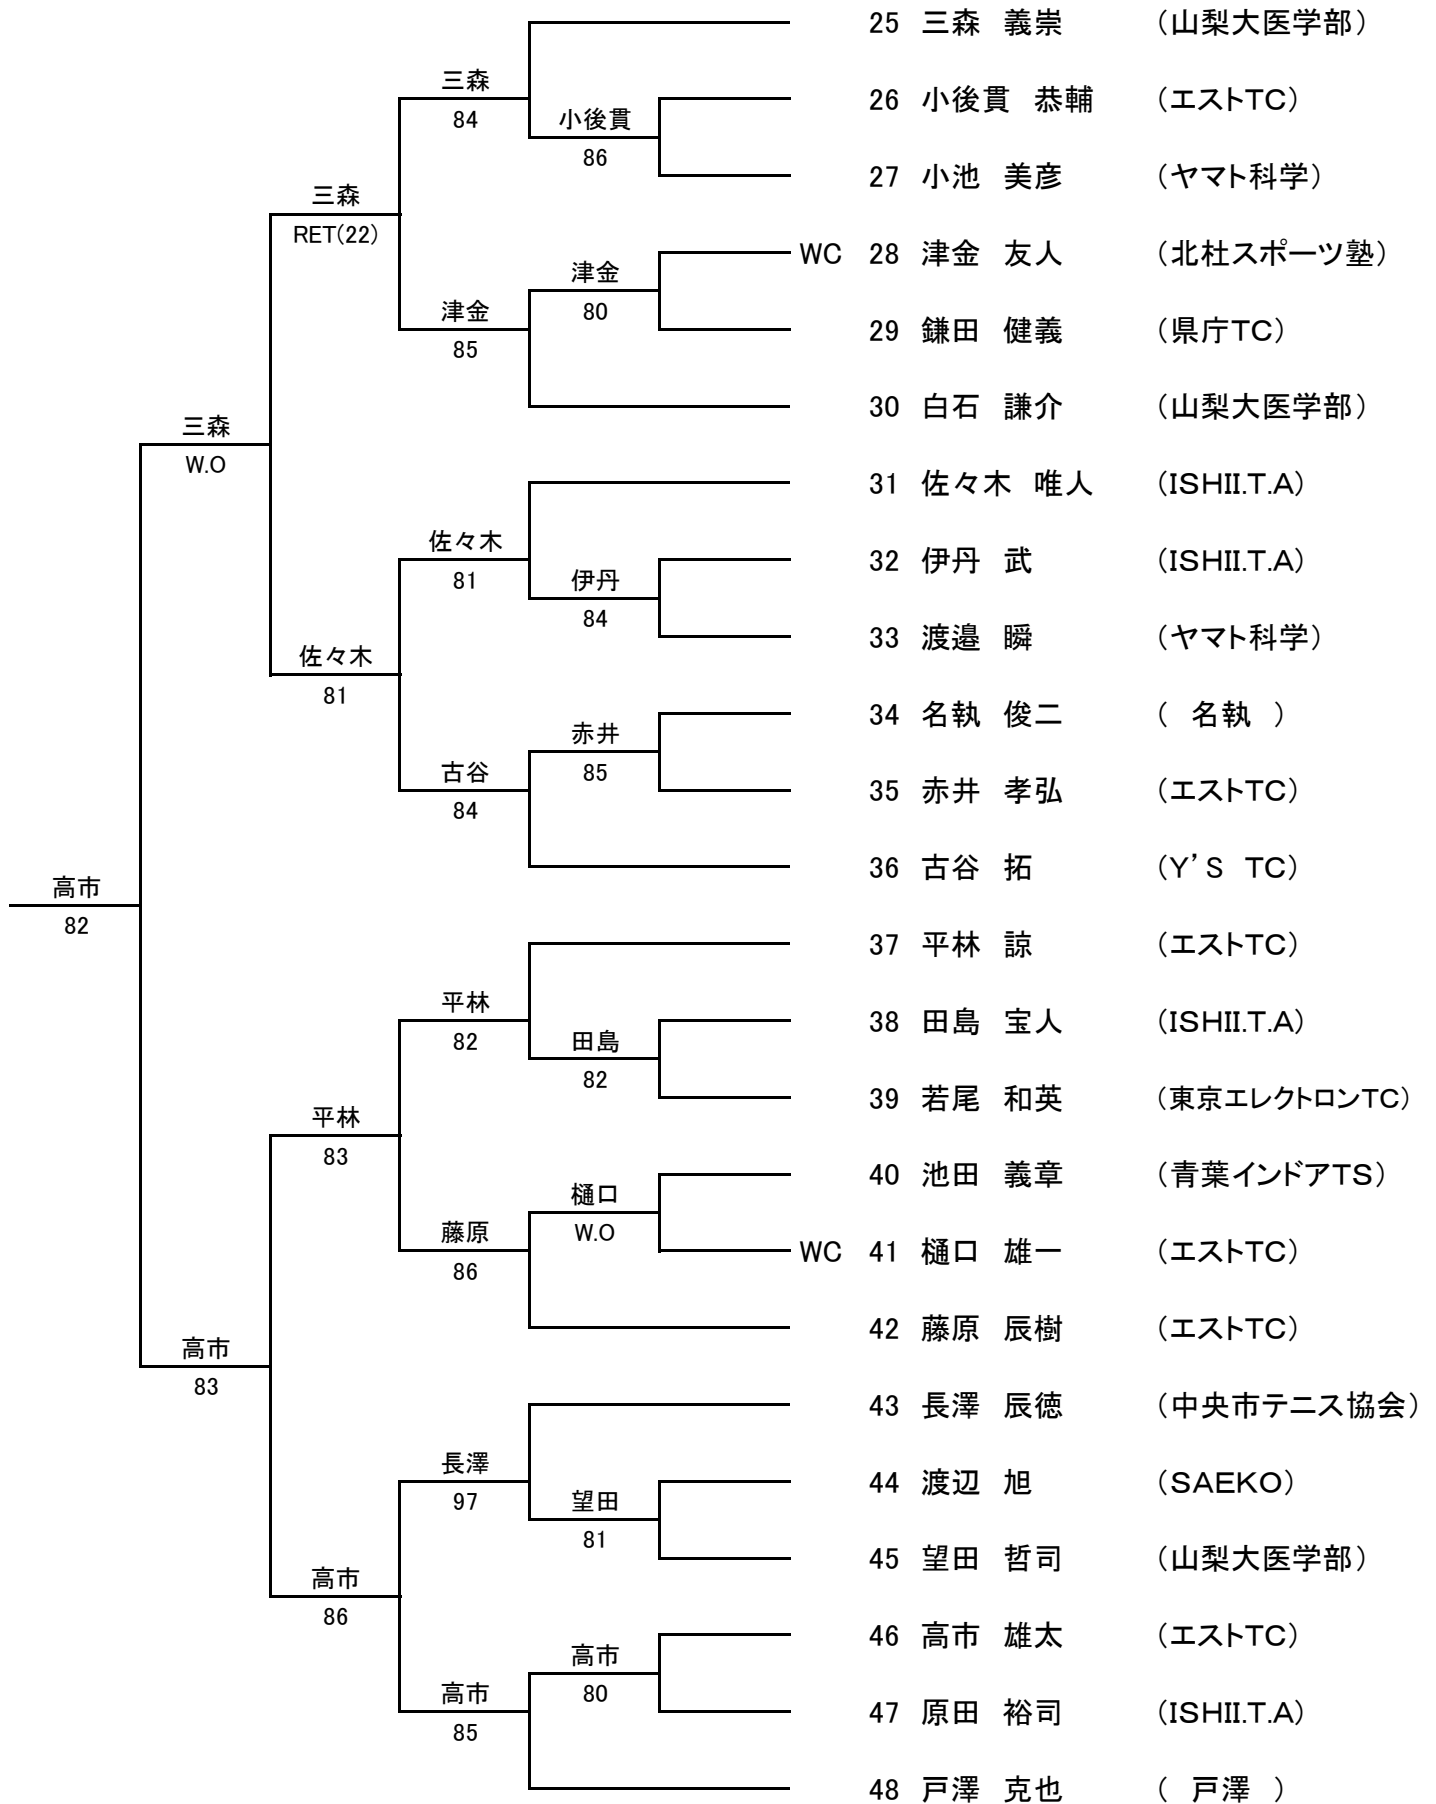 25 三森 義崇 （山梨大医学部）
三森
84
26 小後貫 恭輔 （エストTC）
小後貫
86
27 小池 美彦 （ヤマト科学）
三森
RET(22)
WC 28 津金 友人 （北杜スポーツ塾）
津金
80
津金
85
29 鎌田 健義 （県庁TC）
30 白石 謙介 （山梨大医学部）
三森
W.O
31 佐々木 唯人 （ISHII.T.A）
佐々木
81
32 伊丹 武 （ISHII.T.A）
伊丹
84
33 渡邉 瞬 （ヤマト科学）
佐々木
81
34 名執 俊二 （ 名執 ）
赤井
85
古谷
84
35 赤井 孝弘 （エストTC）
36 古谷 拓 （Y'S TC）
高市
82
37 平林 諒 （エストTC）
平林
82
38 田島 宝人 （ISHII.T.A）
田島
82
39 若尾 和英 （東京エレクトロンTC）
平林
83
40 池田 義章 （青葉インドアTS）
樋口
W.O
藤原
86
WC 41 樋口 雄一 （エストTC）
42 藤原 辰樹 （エストTC）
高市
83
43 長澤 辰徳 （中央市テニス協会）
長澤
97
44 渡辺 旭 （SAEKO）
望田
81
45 望田 哲司 （山梨大医学部）
高市
86
46 高市 雄太 （エストTC）
高市
80
高市
85
47 原田 裕司 （ISHII.T.A）
48 戸澤 克也 （ 戸澤 ）